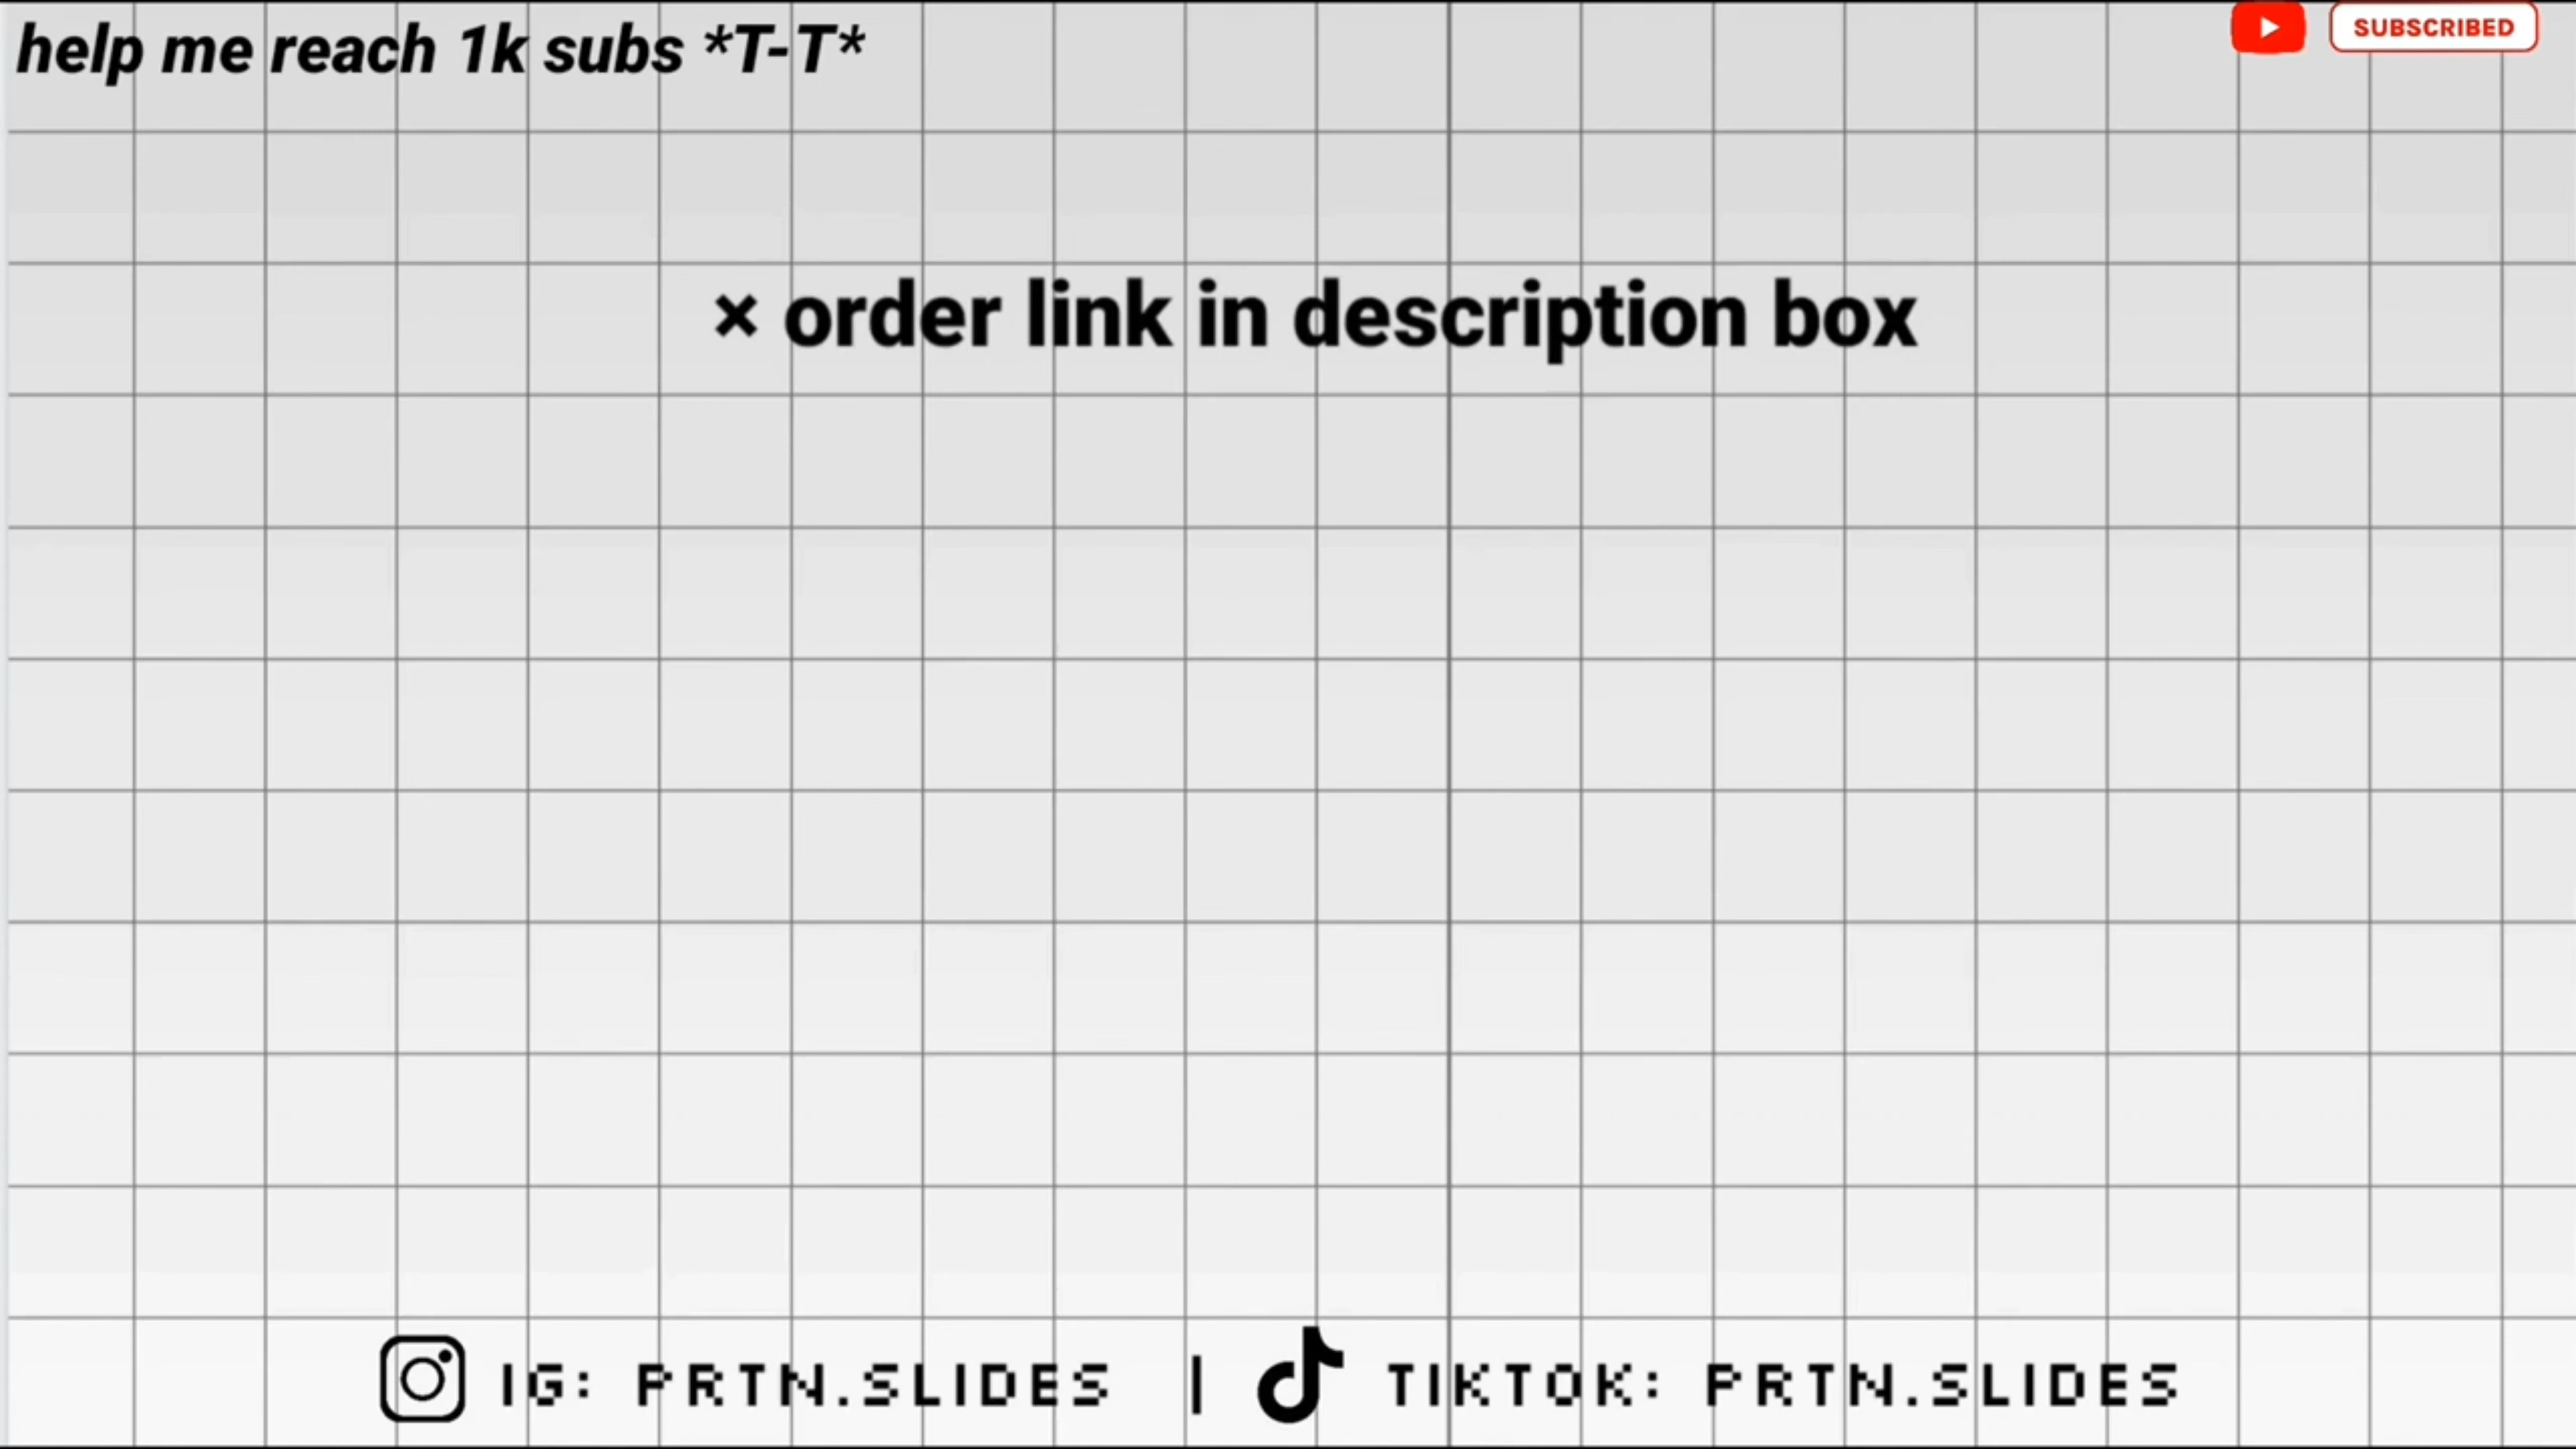 help me reach 1k subs *T-T*
SUBSCRIBED
× order link in description box
IG: PRTN.SLIDES | TIKTOK: PRTN.SLIDES